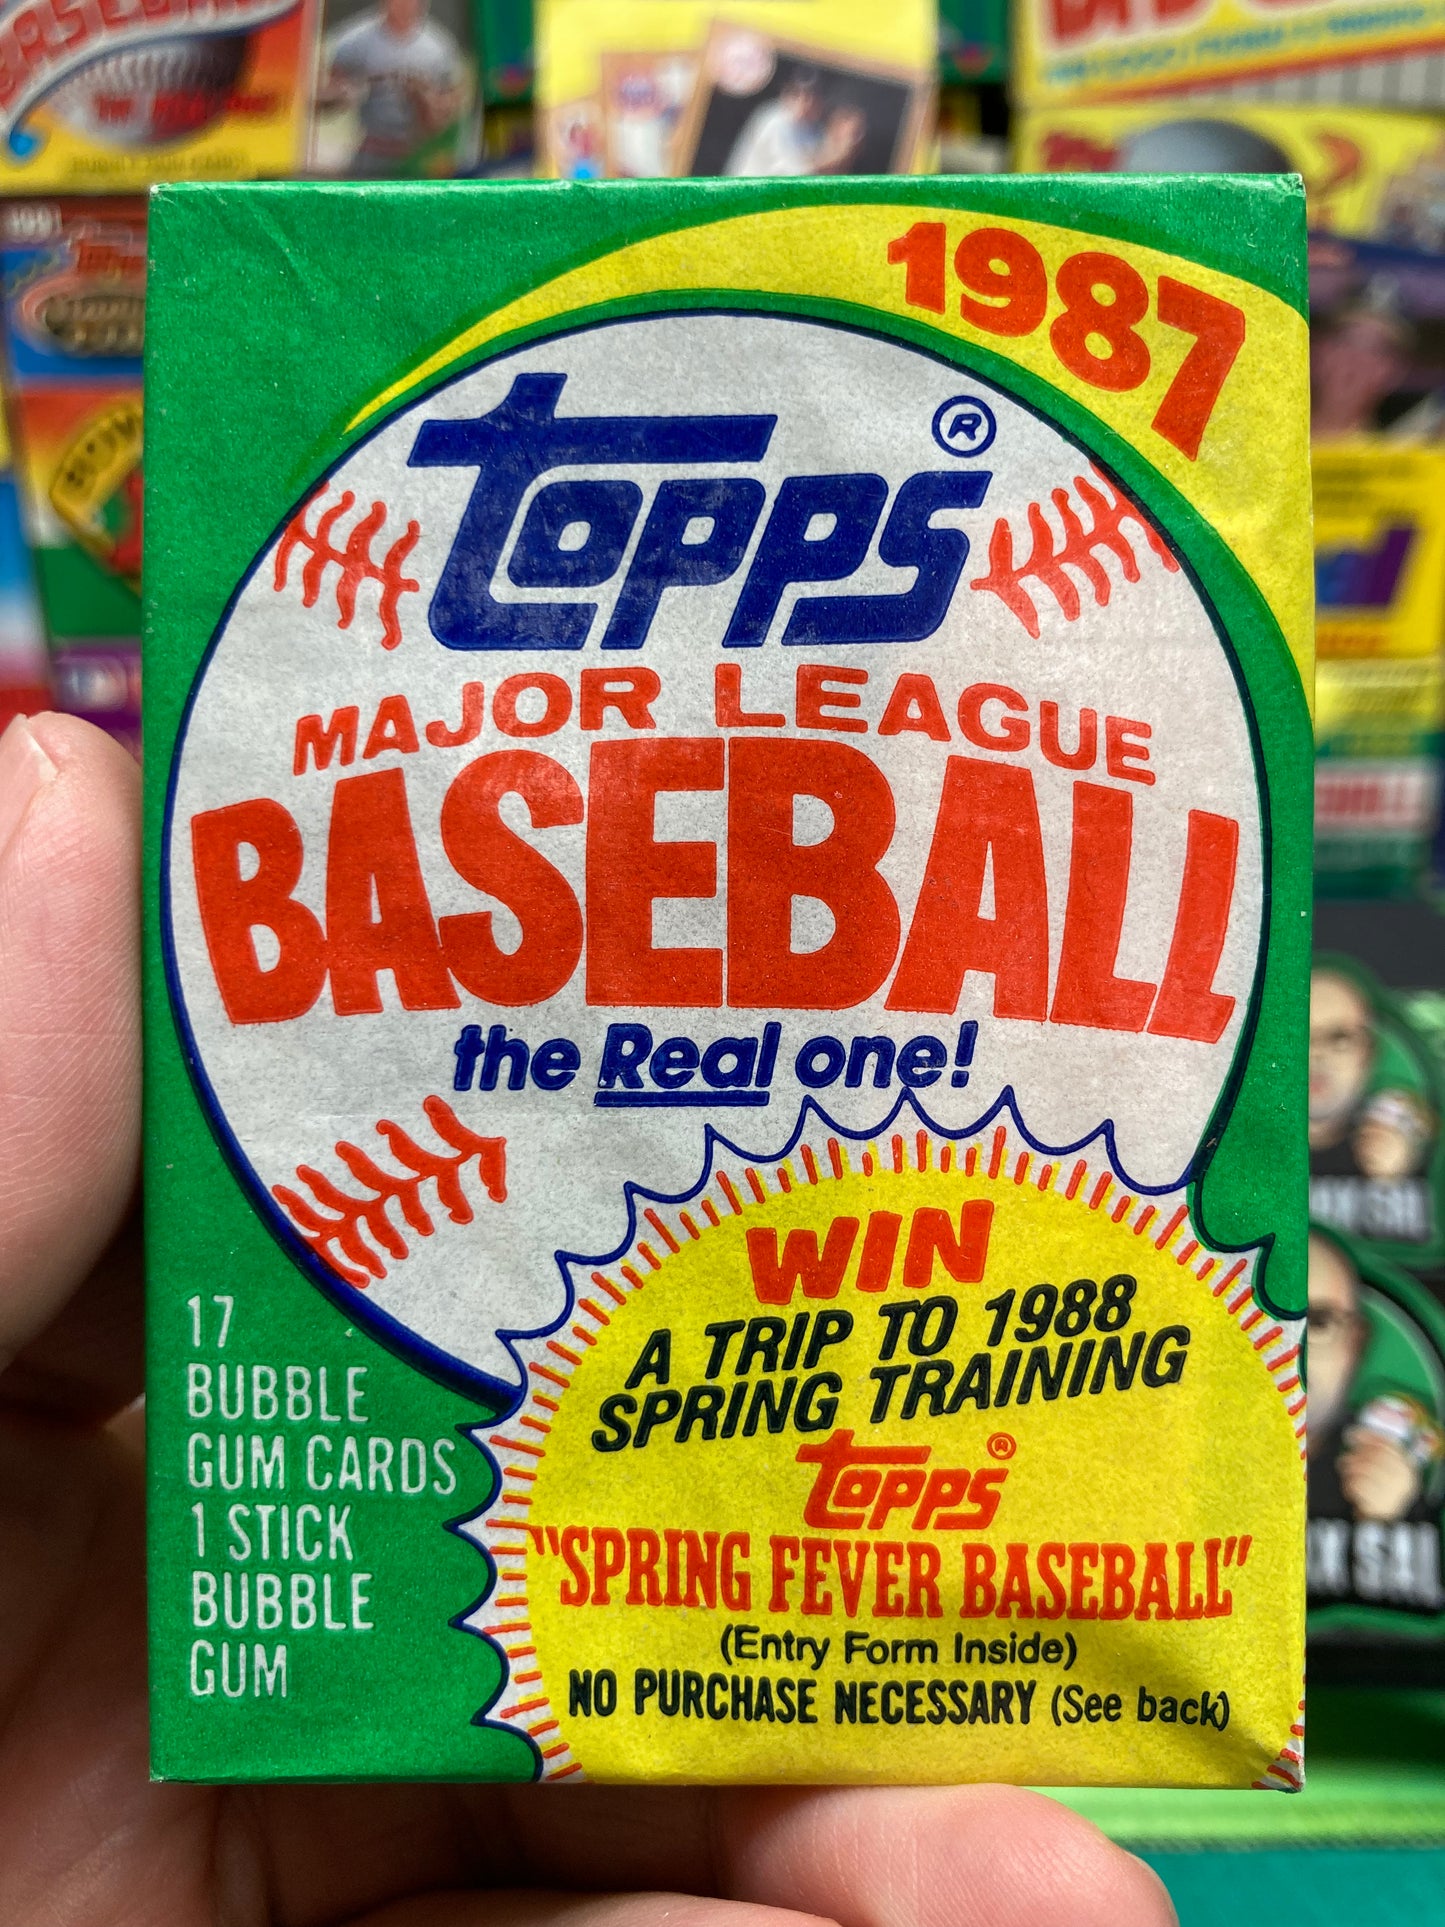 1987
topps®
MAJOR LEAGUE
BASEBALL
the Real one!
WIN
A TRIP TO 1988
SPRING TRAINING
topps®
"SPRING FEVER BASEBALL"
(Entry Form Inside)
NO PURCHASE NECESSARY (See back)
17
BUBBLE
GUM CARDS
1 STICK
BUBBLE
GUM